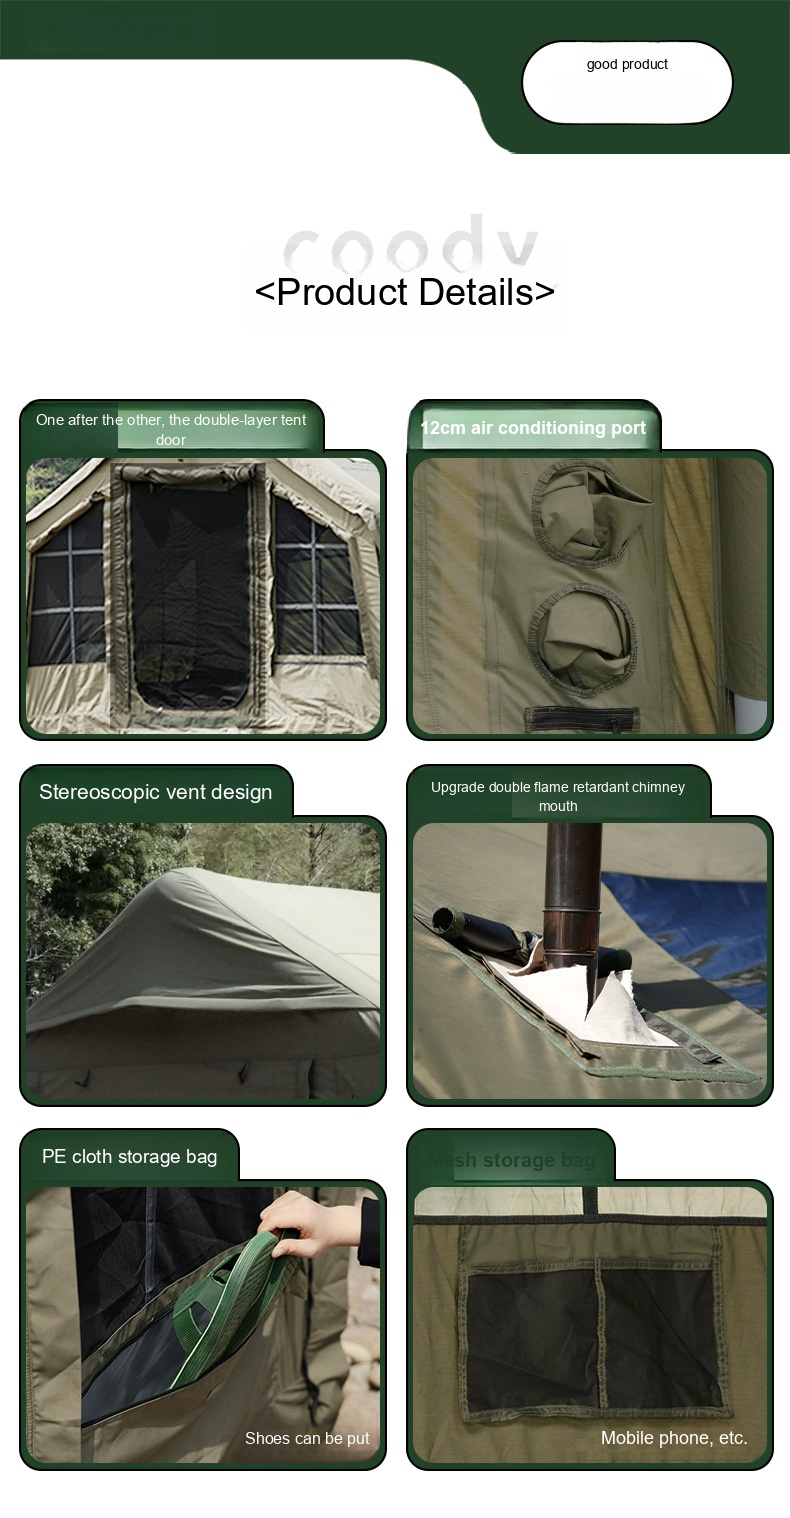 good product
coody
<Product Details>
One after the other, the double-layer tent
door
12cm air conditioning port
Stereoscopic vent design
Upgrade double flame retardant chimney
mouth
PE cloth storage bag
Mesh storage bag
Shoes can be put
Mobile phone, etc.